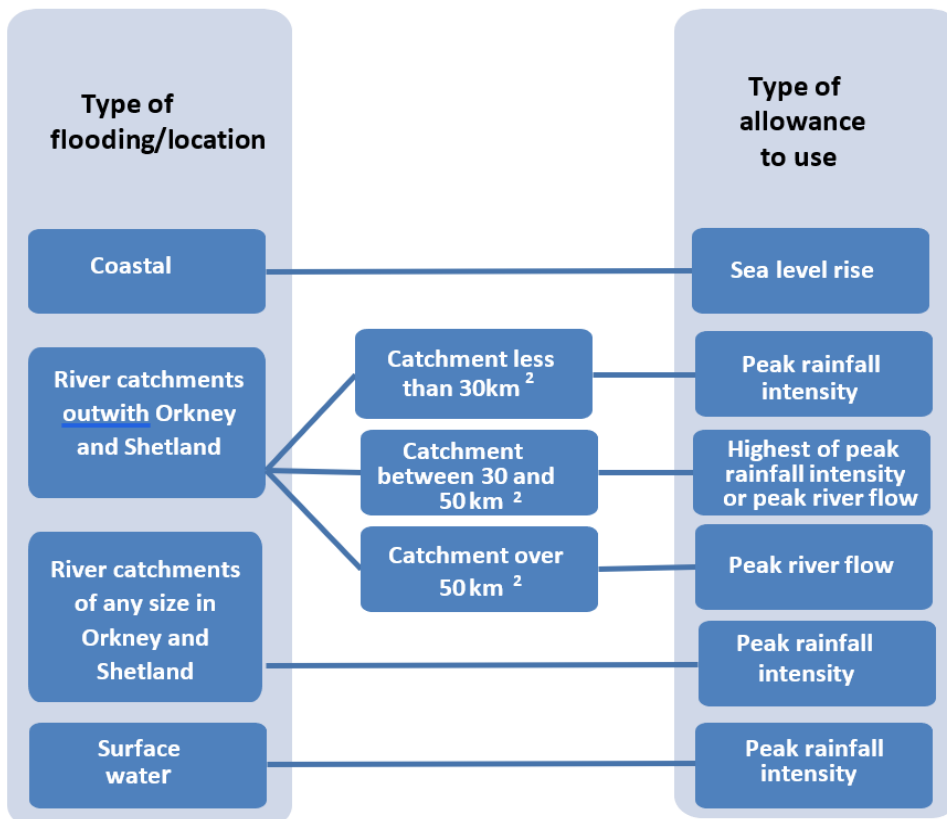 Type of
flooding/location
Type of
allowance
to use
Coastal
Sea level rise
River catchments
outwith Orkney
and Shetland
Catchment less
than 30km ²
Peak rainfall
intensity
Catchment
between 30 and
50 km ²
Highest of peak
rainfall intensity
or peak river flow
Catchment over
50 km ²
Peak river flow
River catchments
of any size in
Orkney and
Shetland
Peak rainfall
intensity
Surface
water
Peak rainfall
intensity